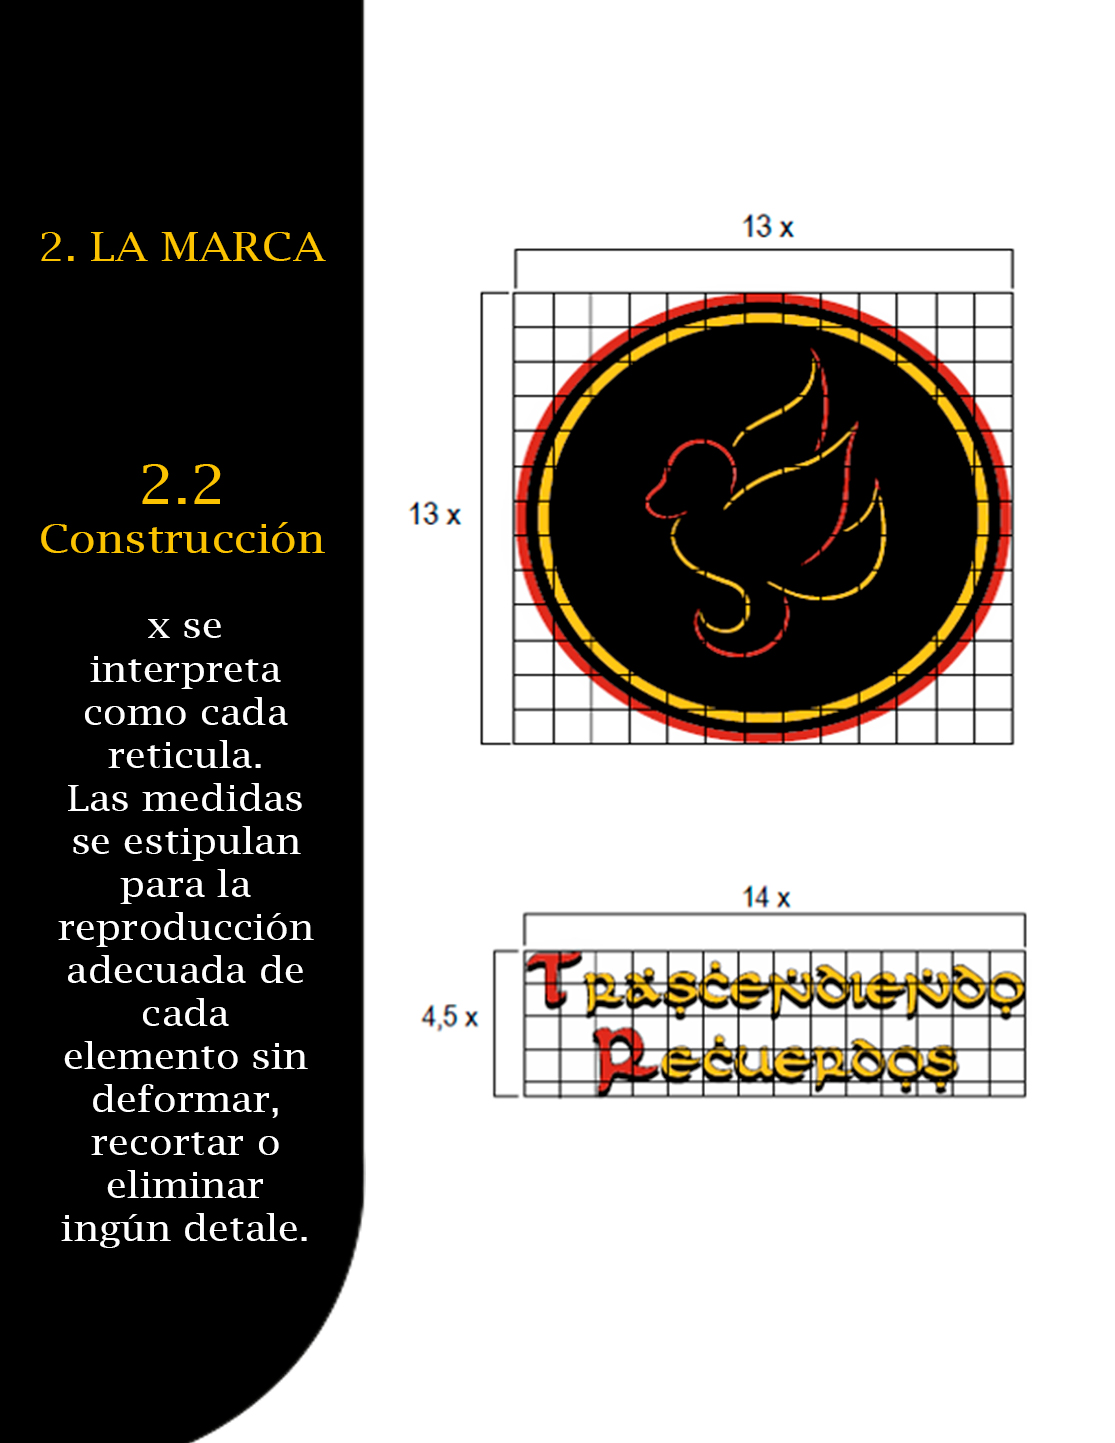 2. LA MARCA
2.2
Construcción
x se
interpreta
como cada
reticula.
Las medidas
se estipulan
para la
reproducción
adecuada de
cada
elemento sin
deformar,
recortar o
eliminar
ingún detale.
13 x
13 x
14 x
4,5 x
Trascendiendo
Recuerdos